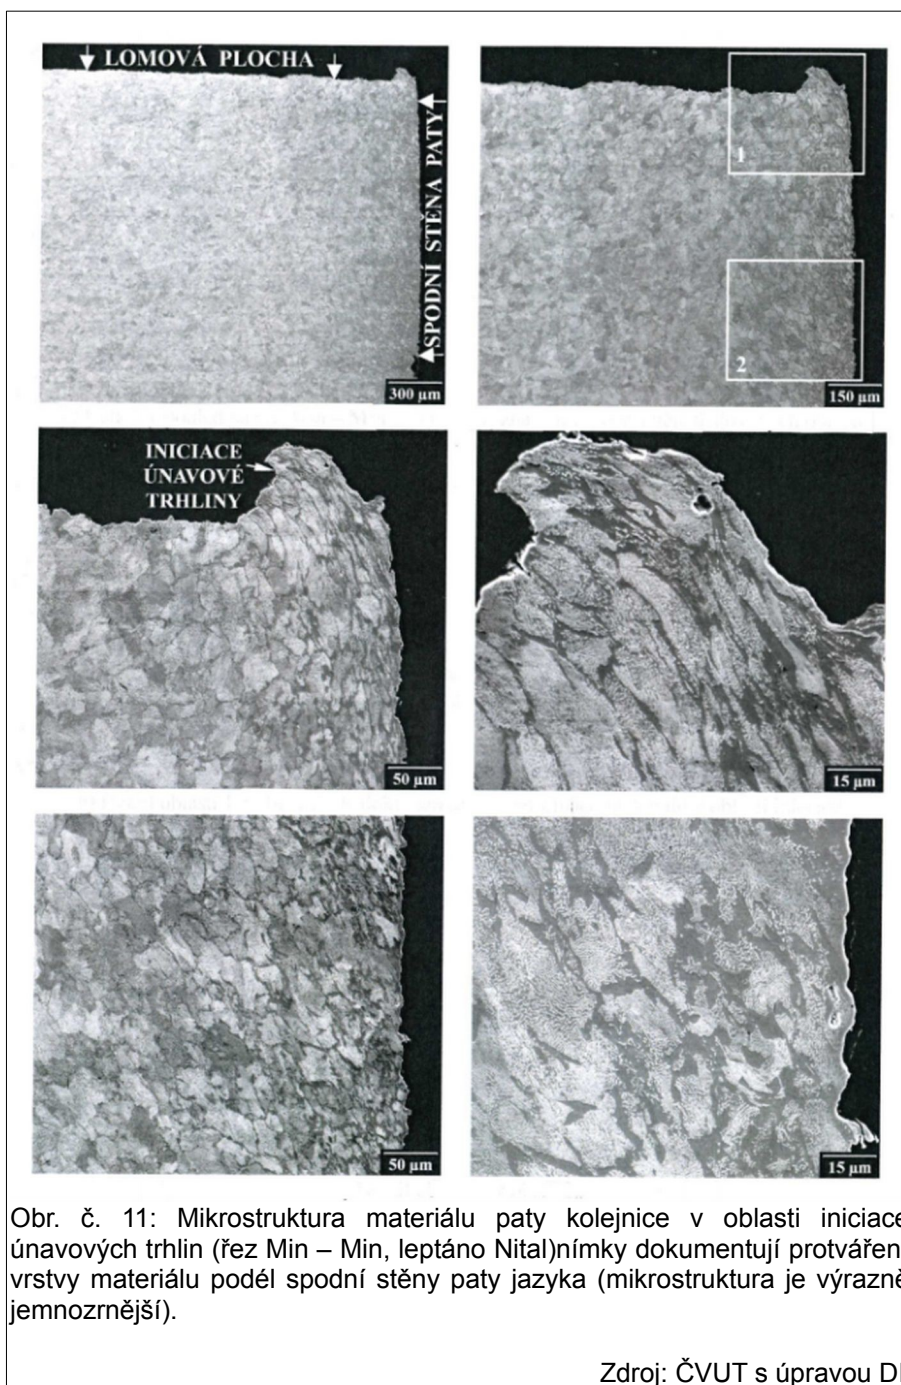 LOMOVÁ PLOCHA
SPODNÍ STĚNA PATY
300 µm
1
2
150 µm
INICIACE
ÚNAVOVÉ
TRHLINY
50 µm
15 µm
50 µm
15 µm
Obr. č. 11: Mikrostruktura materiálu paty kolejnice v oblasti iniciace
únavových trhlin (řez Min – Min, leptáno Nital)nímky dokumentují protvářen
vrstvy materiálu podél spodní stěny paty jazyka (mikrostruktura je výrazně
jemnozrnější).
Zdroj: ČVUT s úpravou DI